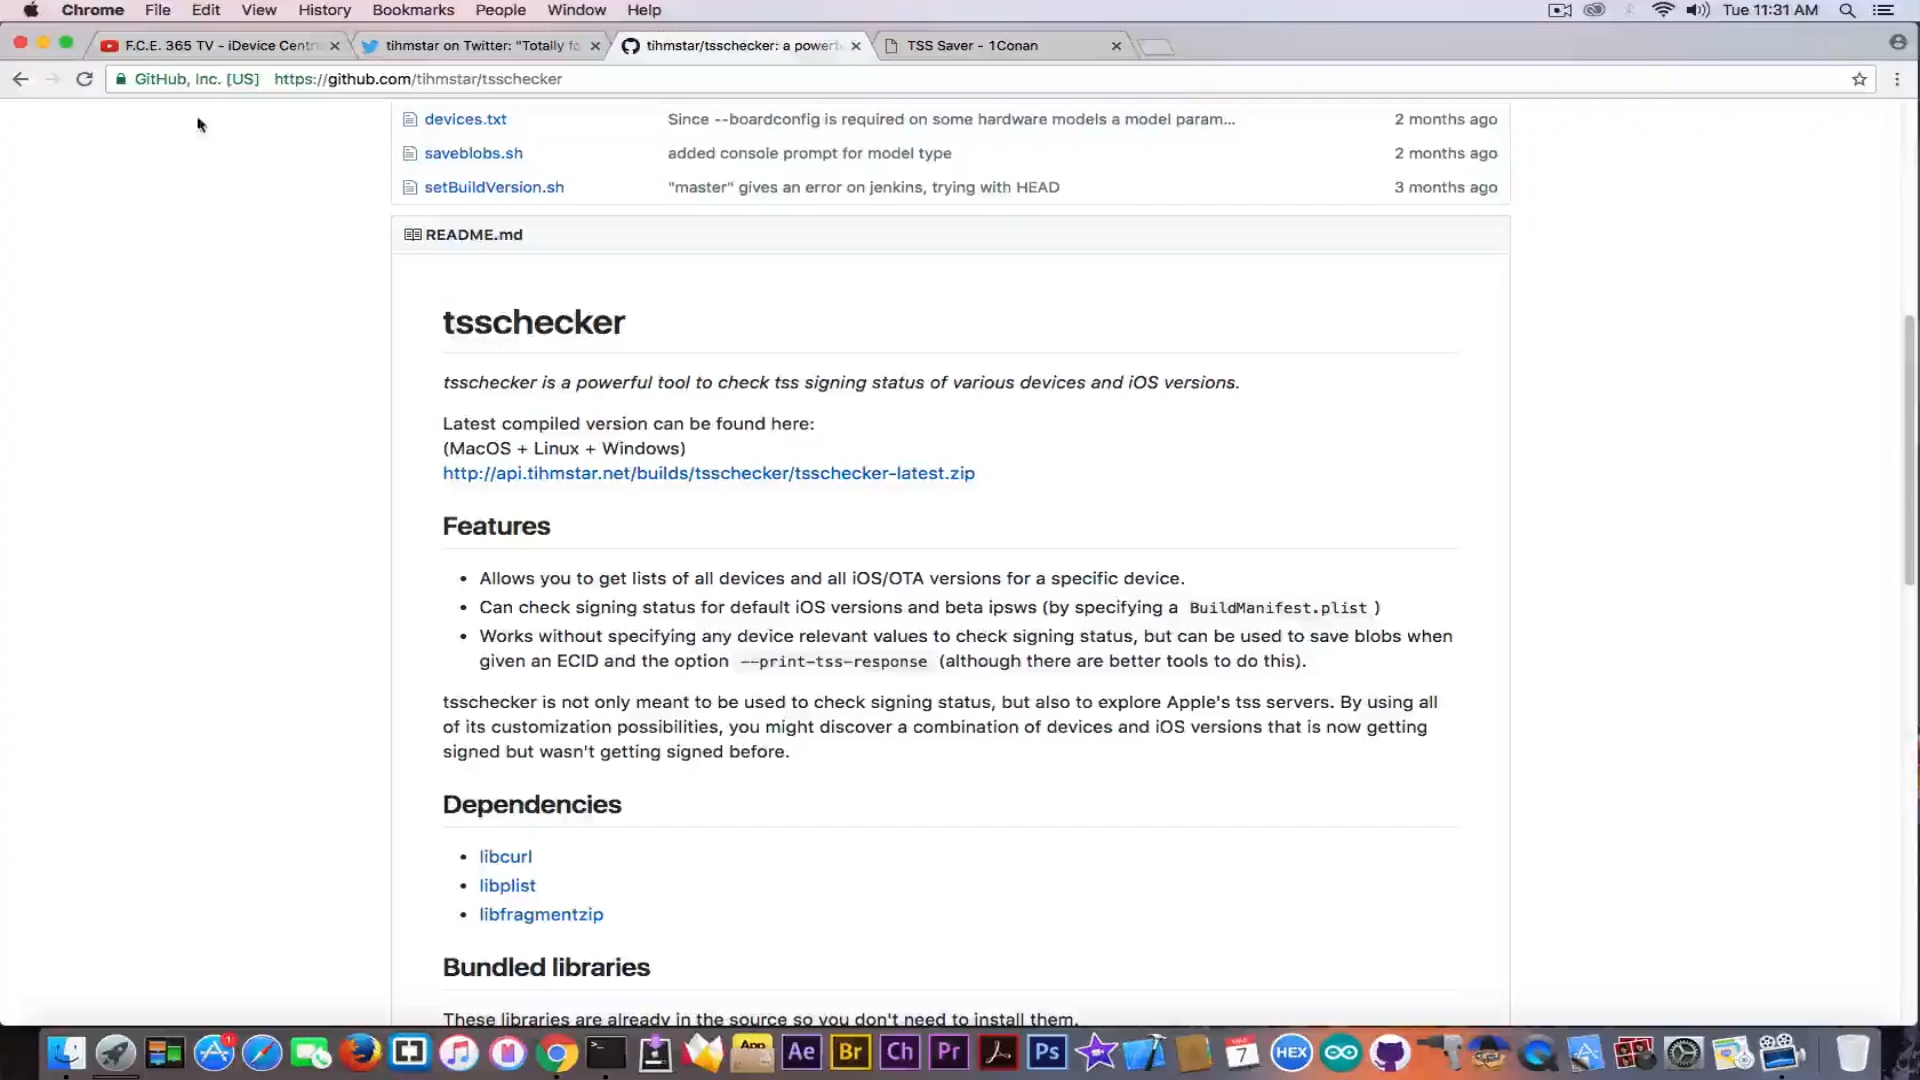 Chrome File Edit View History Bookmarks People Window Help Tue 11:31 AM
F.C.E. 365 TV - iDevice Centr tihmstar on Twitter: "Totally fo tihmstar/tsschecker: a power TSS Saver - 1Conan
GitHub, Inc. [US] https://github.com/tihmstar/tsschecker
devices.txt Since --boardconfig is required on some hardware models a model param... 2 months ago
saveblobs.sh added console prompt for model type 2 months ago
setBuildVersion.sh "master" gives an error on jenkins, trying with HEAD 3 months ago
README.md
tsschecker
tsschecker is a powerful tool to check tss signing status of various devices and iOS versions.
Latest compiled version can be found here:
(MacOS + Linux + Windows)
http://api.tihmstar.net/builds/tsschecker/tsschecker-latest.zip
Features
• Allows you to get lists of all devices and all iOS/OTA versions for a specific device.
• Can check signing status for default iOS versions and beta ipsws (by specifying a BuildManifest.plist )
• Works without specifying any device relevant values to check signing status, but can be used to save blobs when
given an ECID and the option --print-tss-response (although there are better tools to do this).
tsschecker is not only meant to be used to check signing status, but also to explore Apple's tss servers. By using all
of its customization possibilities, you might discover a combination of devices and iOS versions that is now getting
signed but wasn't getting signed before.
Dependencies
• libcurl
• libplist
• libfragmentzip
Bundled libraries
These libraries are already in the source so you don't need to install them.
App Ae Br Ch Pr Ps 7 HEX